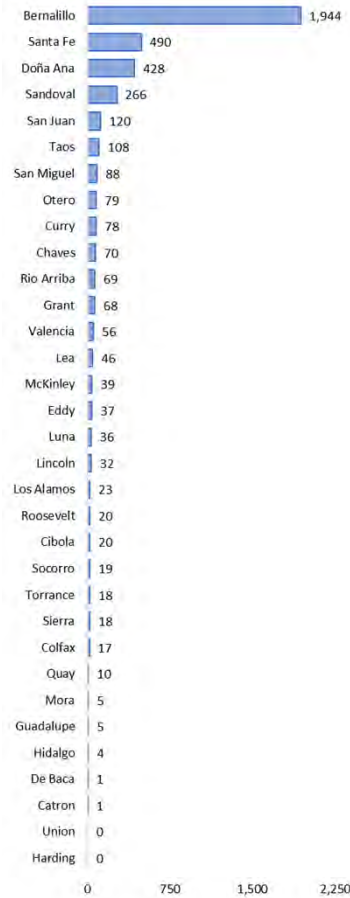 Bernalillo 1,944
Santa Fe 490
Doña Ana 428
Sandoval 266
San Juan 120
Taos 108
San Miguel 88
Otero 79
Curry 78
Chaves 70
Rio Arriba 69
Grant 68
Valencia 56
Lea 46
McKinley 39
Eddy 37
Luna 36
Lincoln 32
Los Alamos 23
Roosevelt 20
Cibola 20
Socorro 19
Torrance 18
Sierra 18
Colfax 17
Quay 10
Mora 5
Guadalupe 5
Hidalgo 4
De Baca 1
Catron 1
Union 0
Harding 0
0 750 1,500 2,250